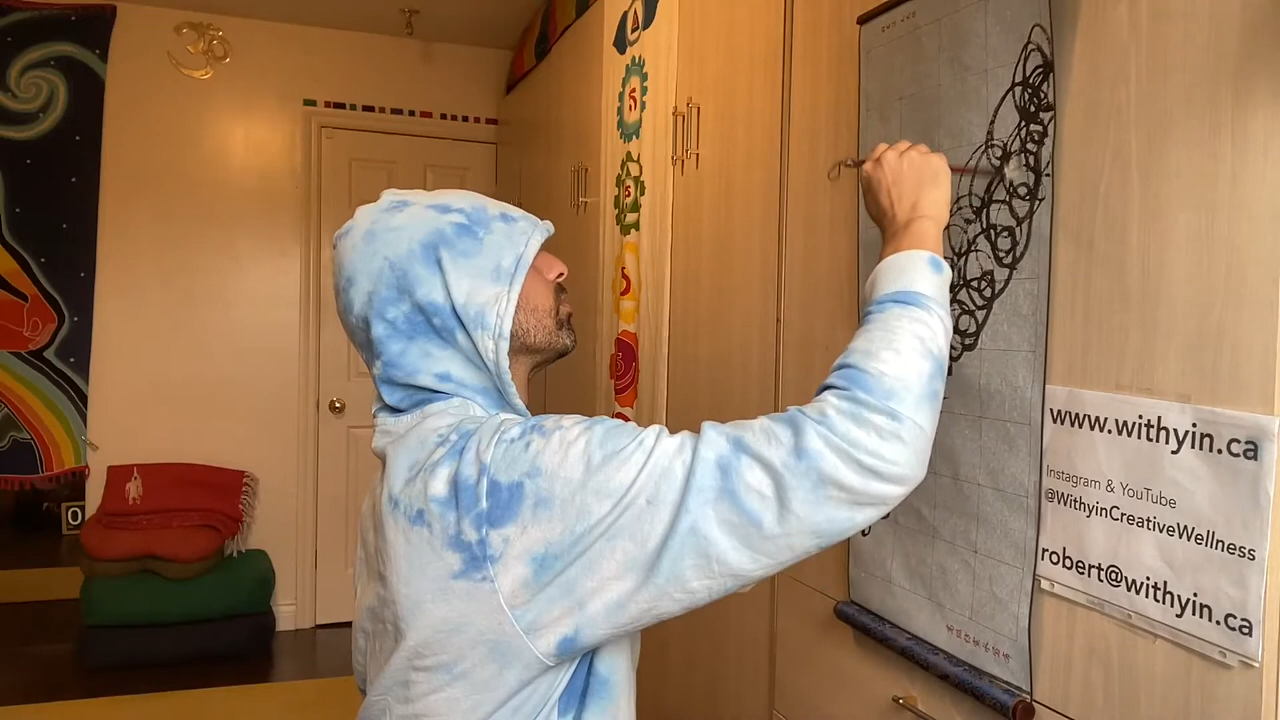 ॐ
www.withyin.ca
Instagram & YouTube
@WithyinCreativeWellness
robert@withyin.ca